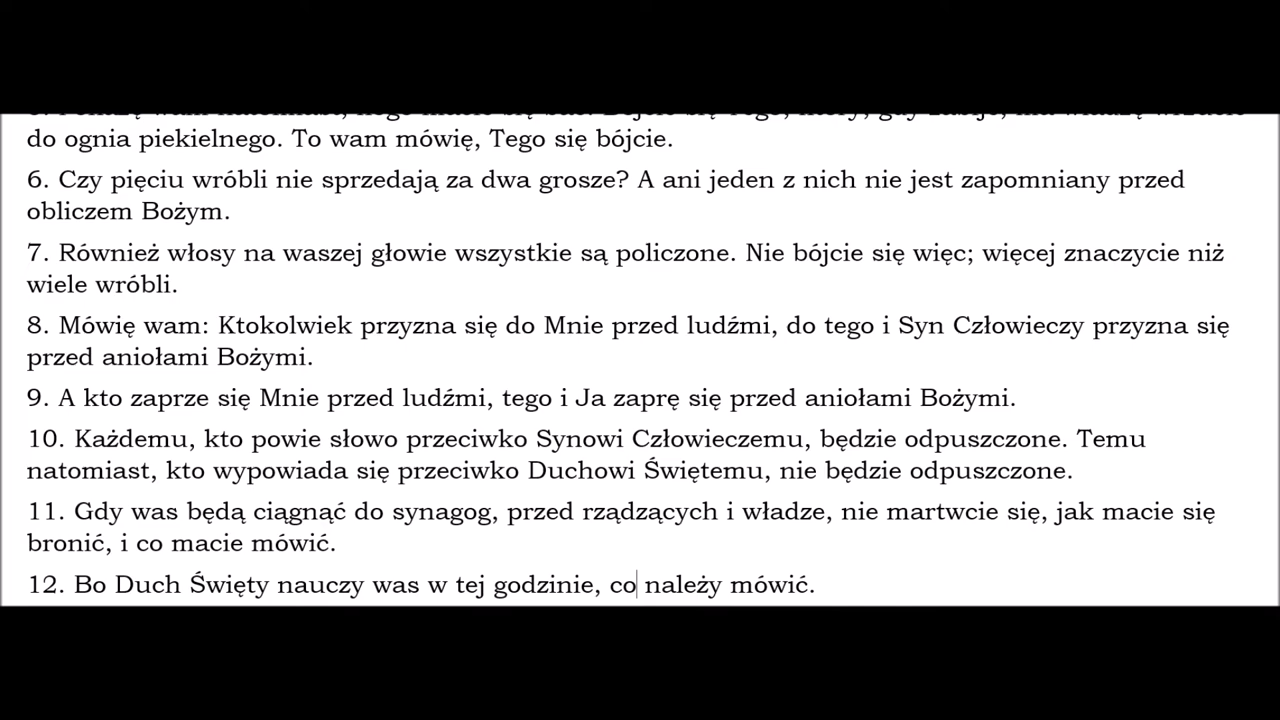 do ognia piekielnego. To wam mówię, Tego się bójcie.
6. Czy pięciu wróbli nie sprzedają za dwa grosze? A ani jeden z nich nie jest zapomniany przed
obliczem Bożym.
7. Również włosy na waszej głowie wszystkie są policzone. Nie bójcie się więc; więcej znaczycie niż
wiele wróbli.
8. Mówię wam: Ktokolwiek przyzna się do Mnie przed ludźmi, do tego i Syn Człowieczy przyzna się
przed aniołami Bożymi.
9. A kto zaprze się Mnie przed ludźmi, tego i Ja zaprę się przed aniołami Bożymi.
10. Każdemu, kto powie słowo przeciwko Synowi Człowieczemu, będzie odpuszczone. Temu
natomiast, kto wypowiada się przeciwko Duchowi Świętemu, nie będzie odpuszczone.
11. Gdy was będą ciągnąć do synagog, przed rządzących i władze, nie martwcie się, jak macie się
bronić, i co macie mówić.
12. Bo Duch Święty nauczy was w tej godzinie, co należy mówić.